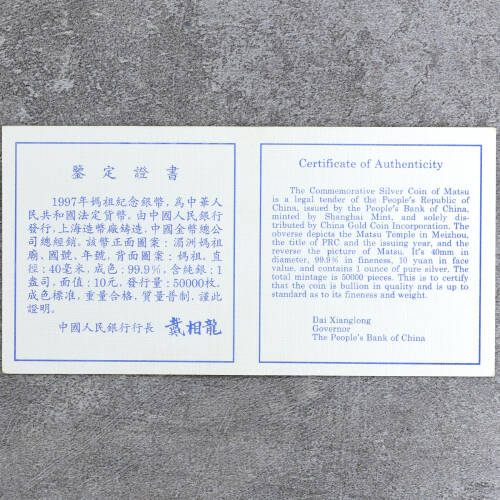 鑒定證書
1997年媽祖紀念銀幣，為中華人
民共和國法定貨幣。由中國人民銀行
發行，上海造幣廠鑄造，中國金幣總公
司總經銷。該幣正面圖案：湄洲媽祖
廟、國號、年號，背面圖案：媽祖。直
徑：40毫米，成色：99.9%，含純銀：1
盎司，面值：10元，發行量：50000枚。
成色標准，重量合格，質量普制，謹此
證明。
中國人民銀行行長 戴相龍
Certificate of Authenticity
The Commemorative Silver Coin of Matsu
is a legal tender of the People's Republic of
China, issued by the People's Bank of China,
minted by Shanghai Mint, and solely dis-
tributed by China Gold Coin Incorporation. The
obverse depicts the Matsu Temple in Meizhou,
the title of PRC and the issuing year, and the
reverse the picture of Matsu. It's 40mm in
diameter, 99.9% in fineness, 10 yuan in face
value, and contains 1 ounce of pure silver. The
total mintage is 50000 pieces. This is to certify
that the coin is bullion in quality and is up to
standard as to its fineness and weight.
Dai Xianglong
Governor
The People's Bank of China